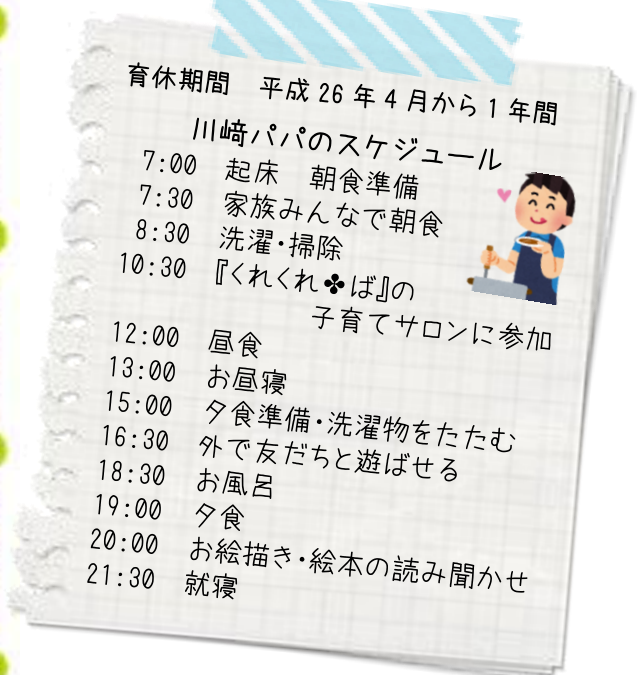 育休期間　平成26年4月から1年間
川﨑パパのスケジュール
7:00　起床　朝食準備
7:30　家族みんなで朝食
8:30　洗濯・掃除
10:30　『くれくれ✤ば』の
子育てサロンに参加
12:00　昼食
13:00　お昼寝
15:00　夕食準備・洗濯物をたたむ
16:30　外で友だちと遊ばせる
18:30　お風呂
19:00　夕食
20:00　お絵描き・絵本の読み聞かせ
21:30　就寝